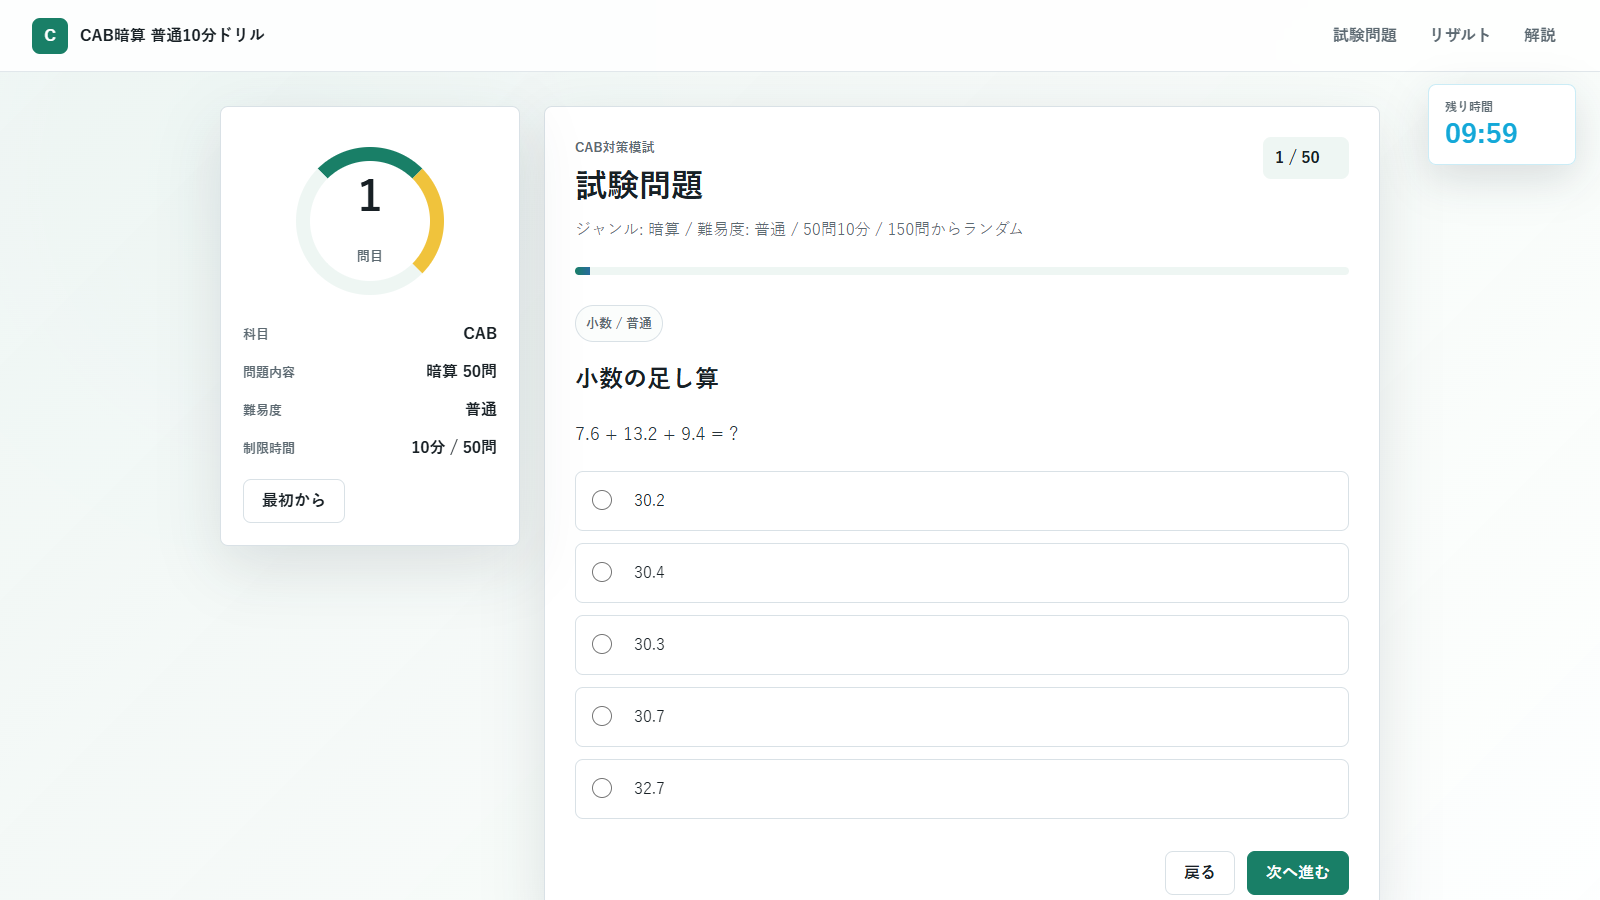 C
CAB暗算 普通10分ドリル
試験問題
リザルト
解説
残り時間
09:59
1
問目
科目
CAB
問題内容
暗算 50問
難易度
普通
制限時間
10分 / 50問
最初から
CAB対策模試
試験問題
ジャンル: 暗算 / 難易度: 普通 / 50問10分 / 150問からランダム
1 / 50
小数 / 普通
小数の足し算
7.6 + 13.2 + 9.4 = ?
30.2
30.4
30.3
30.7
32.7
戻る
次へ進む